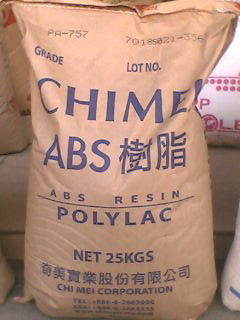 PA-757
GRADE
LOT NO.
CHIMEI
ABS 樹脂
ABS RESIN
POLYLAC
NET 25KGS
奇美實業股份有限公司
CHI MEI CORPORATION